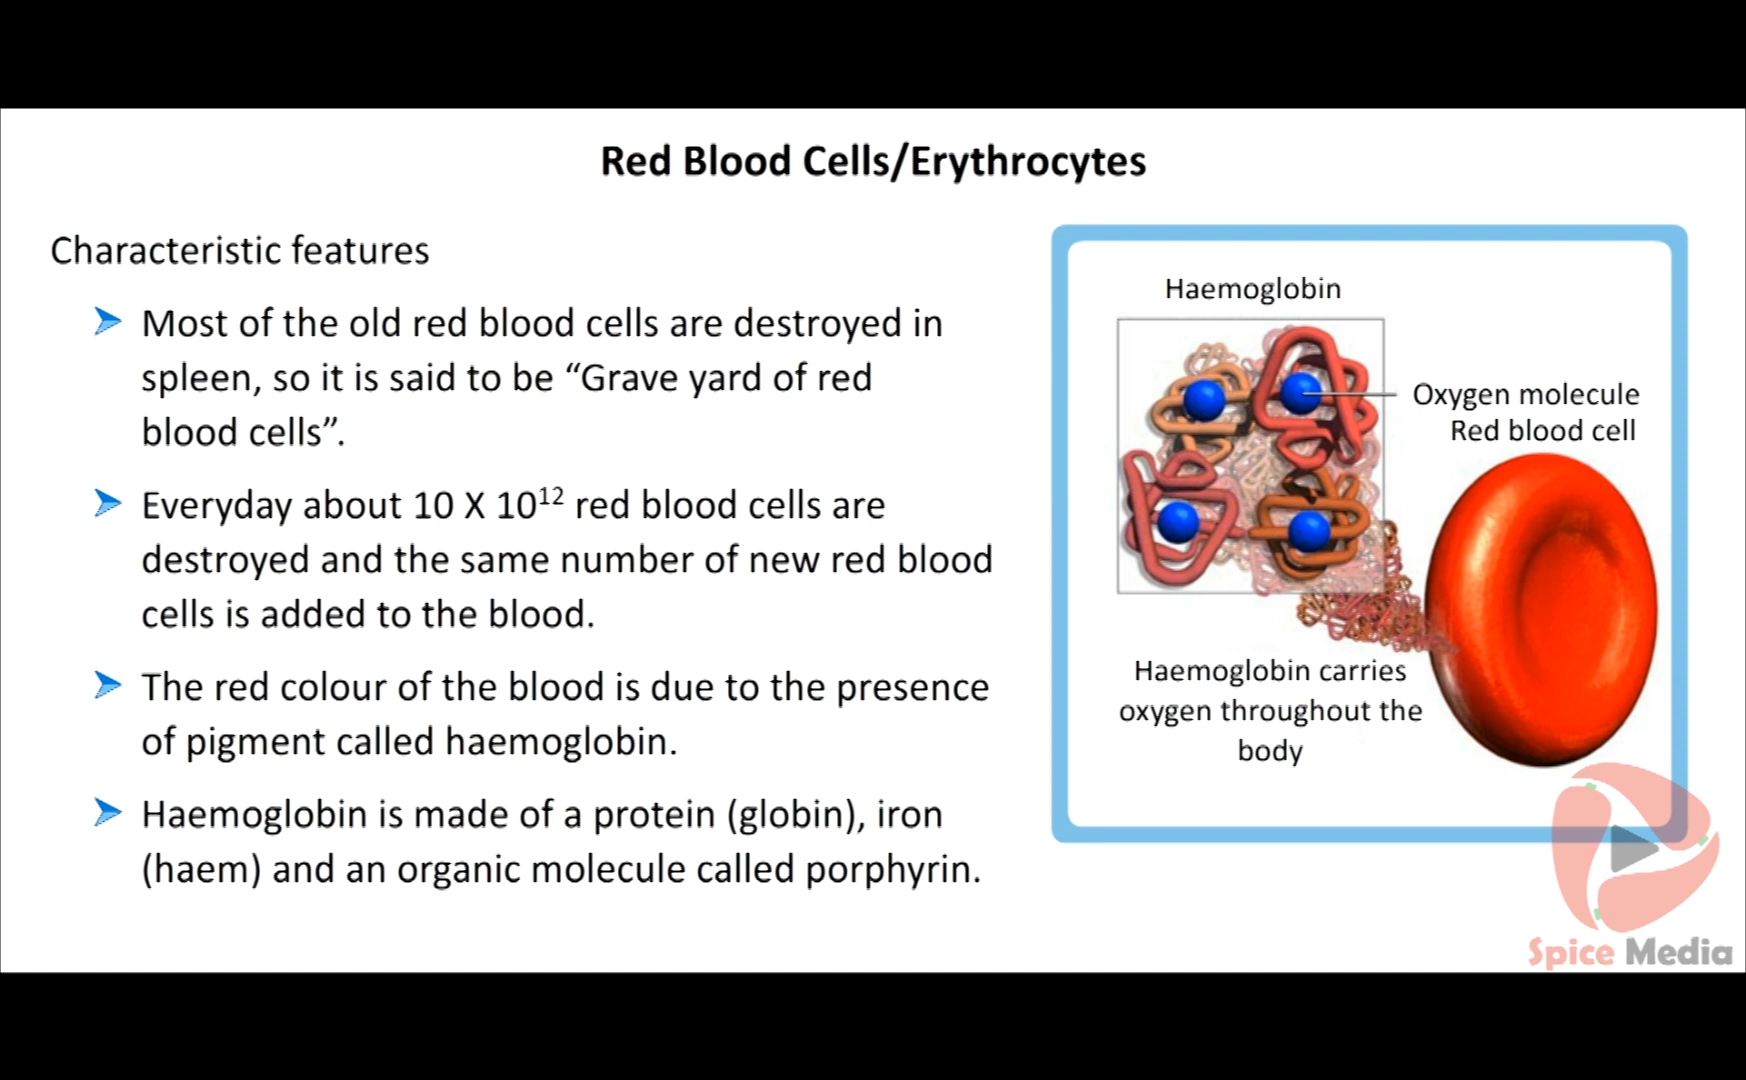 Red Blood Cells/Erythrocytes
Characteristic features
Most of the old red blood cells are destroyed in
spleen, so it is said to be “Grave yard of red
blood cells”.
Everyday about 10 X 10¹² red blood cells are
destroyed and the same number of new red blood
cells is added to the blood.
The red colour of the blood is due to the presence
of pigment called haemoglobin.
Haemoglobin is made of a protein (globin), iron
(haem) and an organic molecule called porphyrin.
Haemoglobin
Oxygen molecule
Red blood cell
Haemoglobin carries
oxygen throughout the
body
Spice Media